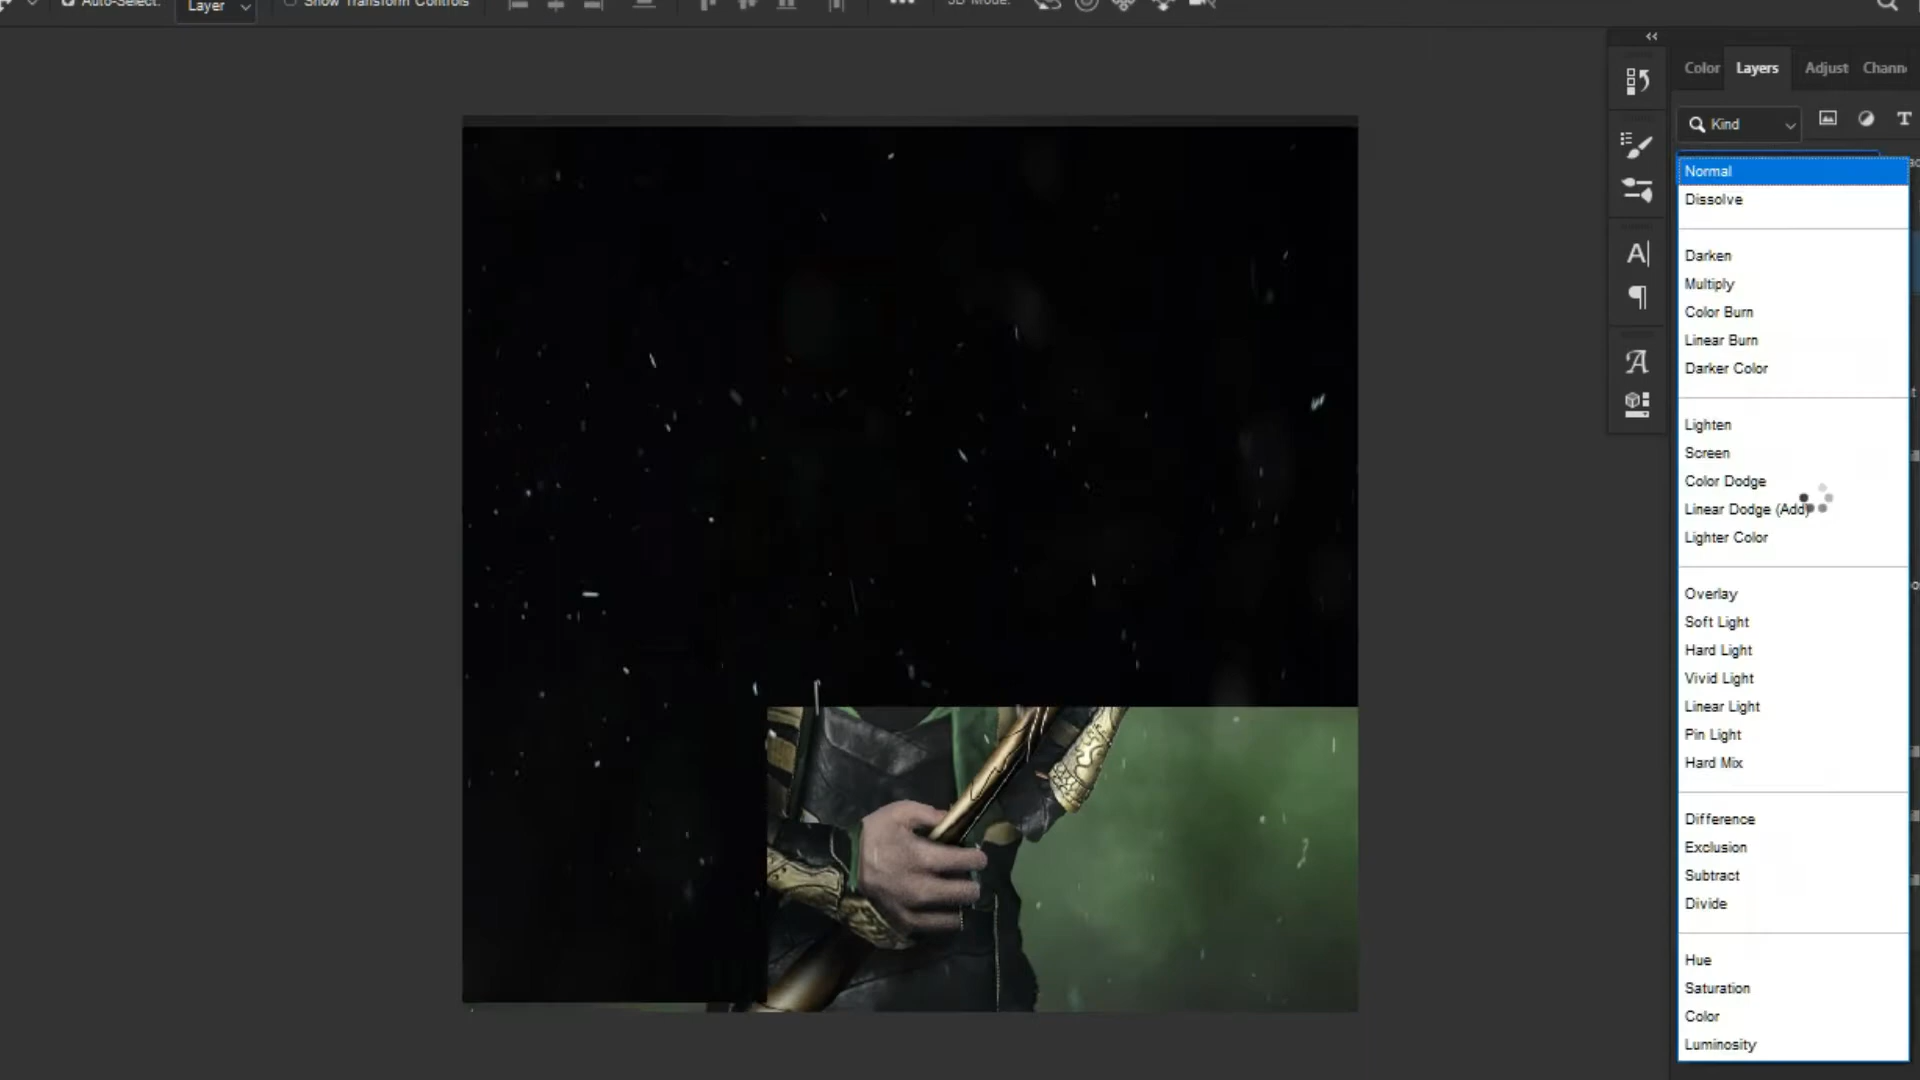 Auto-Select:
Layer
Show Transform Controls
3D Mode:
Color
Layers
Adjust
Chann
Kind
Normal
Dissolve
Darken
Multiply
Color Burn
Linear Burn
Darker Color
Lighten
Screen
Color Dodge
Linear Dodge (Add)
Lighter Color
Overlay
Soft Light
Hard Light
Vivid Light
Linear Light
Pin Light
Hard Mix
Difference
Exclusion
Subtract
Divide
Hue
Saturation
Color
Luminosity